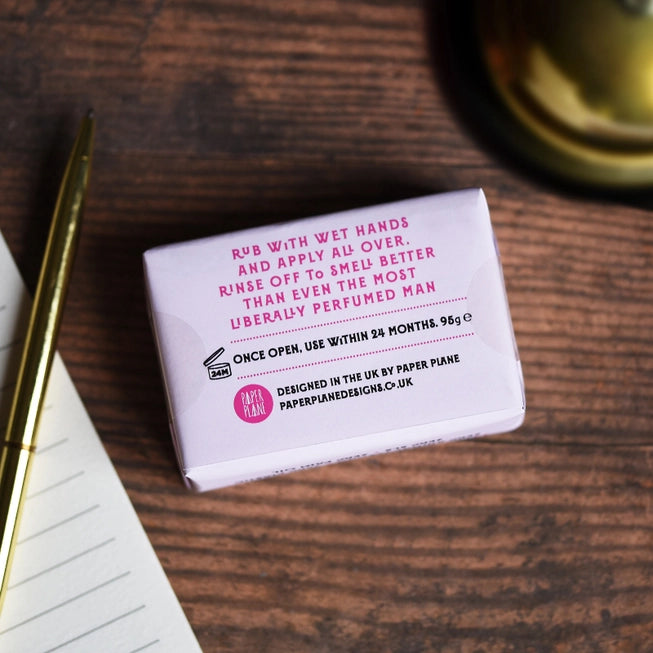 RUB WITH WET HANDS
AND APPLY ALL OVER.
RINSE OFF TO SMELL BETTER
THAN EVEN THE MOST
LIBERALLY PERFUMED MAN
ONCE OPEN, USE WITHIN 24 MONTHS. 95g e
24M
DESIGNED IN THE UK BY PAPER PLANE
PAPERPLANEDESIGNS.Co.UK
PAPER
PLANE